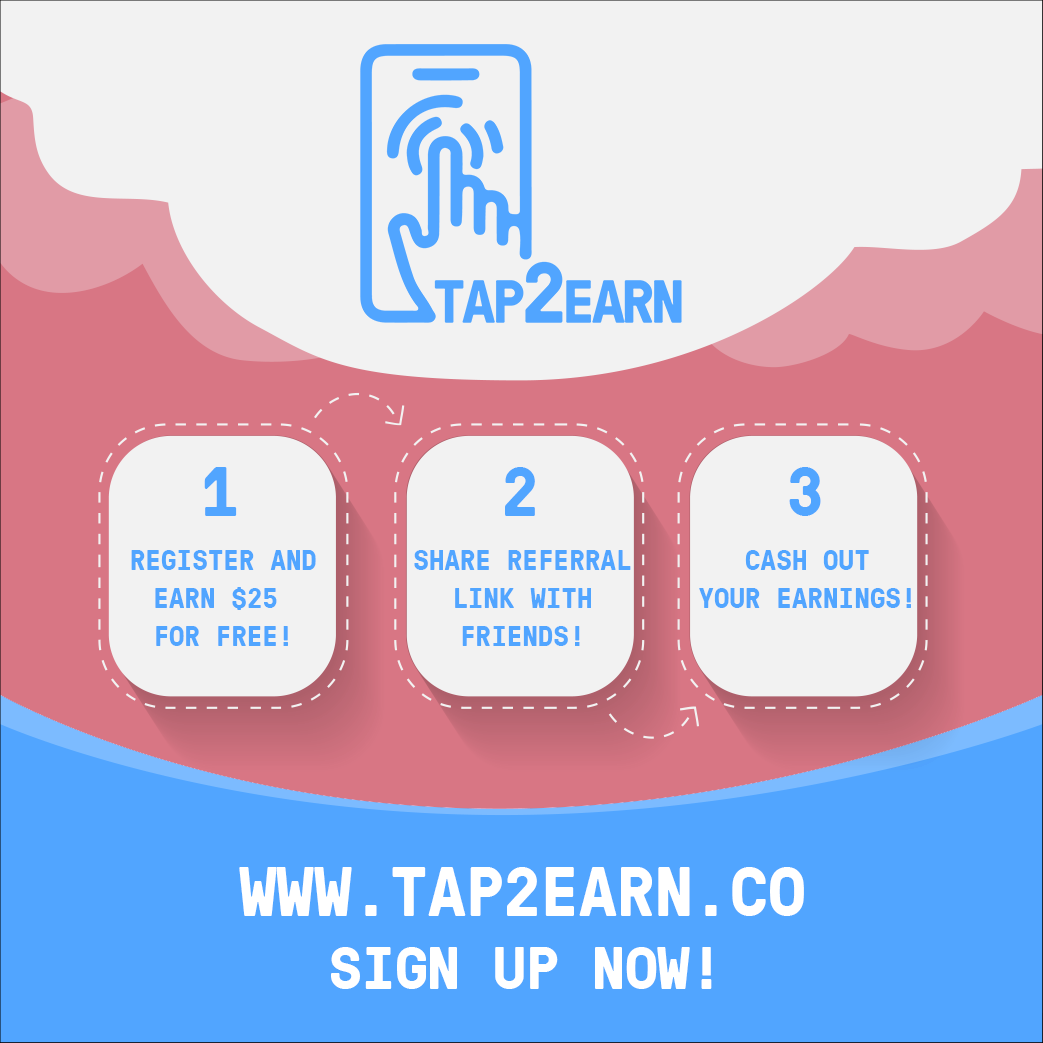 TAP2EARN
1
REGISTER AND
EARN $25
FOR FREE!
2
SHARE REFERRAL
LINK WITH
FRIENDS!
3
CASH OUT
YOUR EARNINGS!
WWW.TAP2EARN.CO
SIGN UP NOW!